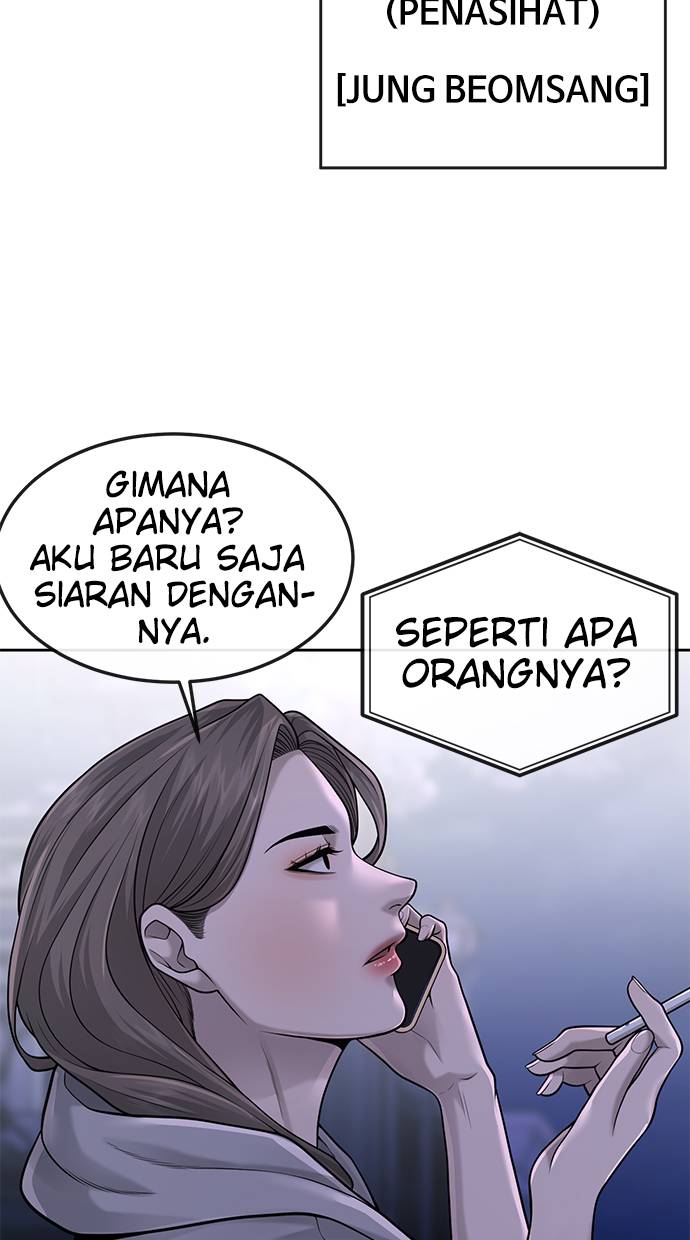 (PENASIHAT)
[JUNG BEOMSANG]
GIMANA
APANYA?
AKU BARU SAJA
SIARAN DENGAN-
NYA.
SEPERTI APA
ORANGNYA?